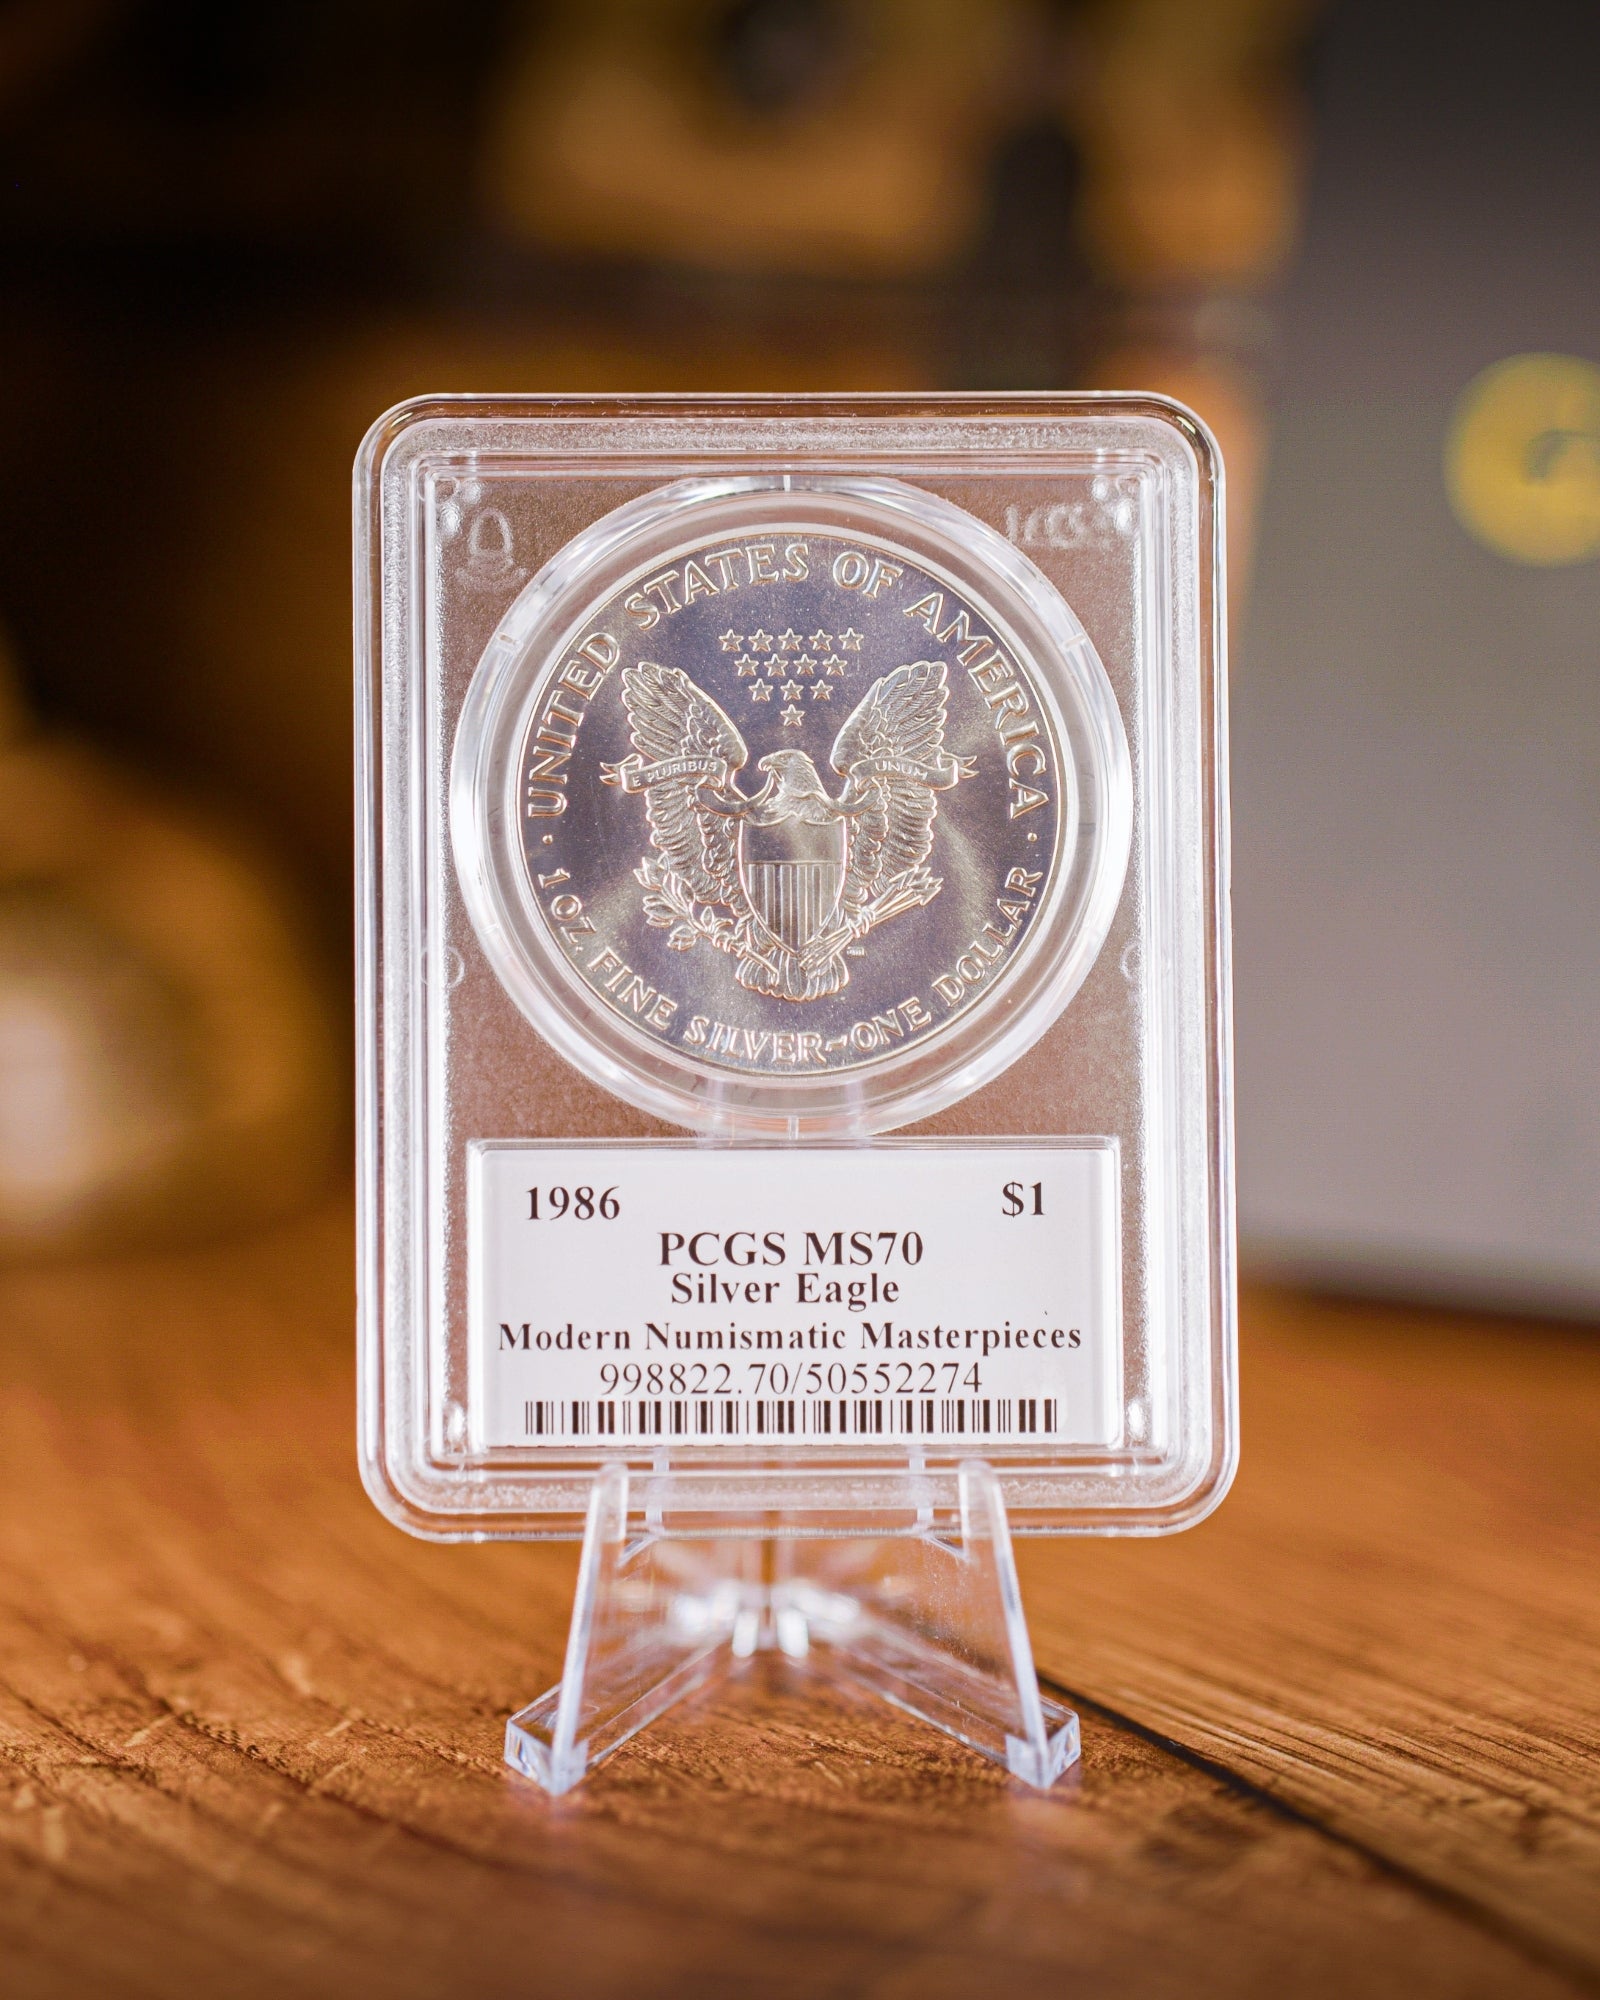 UNITED STATES OF AMERICA
E PLURIBUS UNUM
1 OZ. FINE SILVER~ONE DOLLAR
1986 $1
PCGS MS70
Silver Eagle
Modern Numismatic Masterpieces
998822.70/50552274